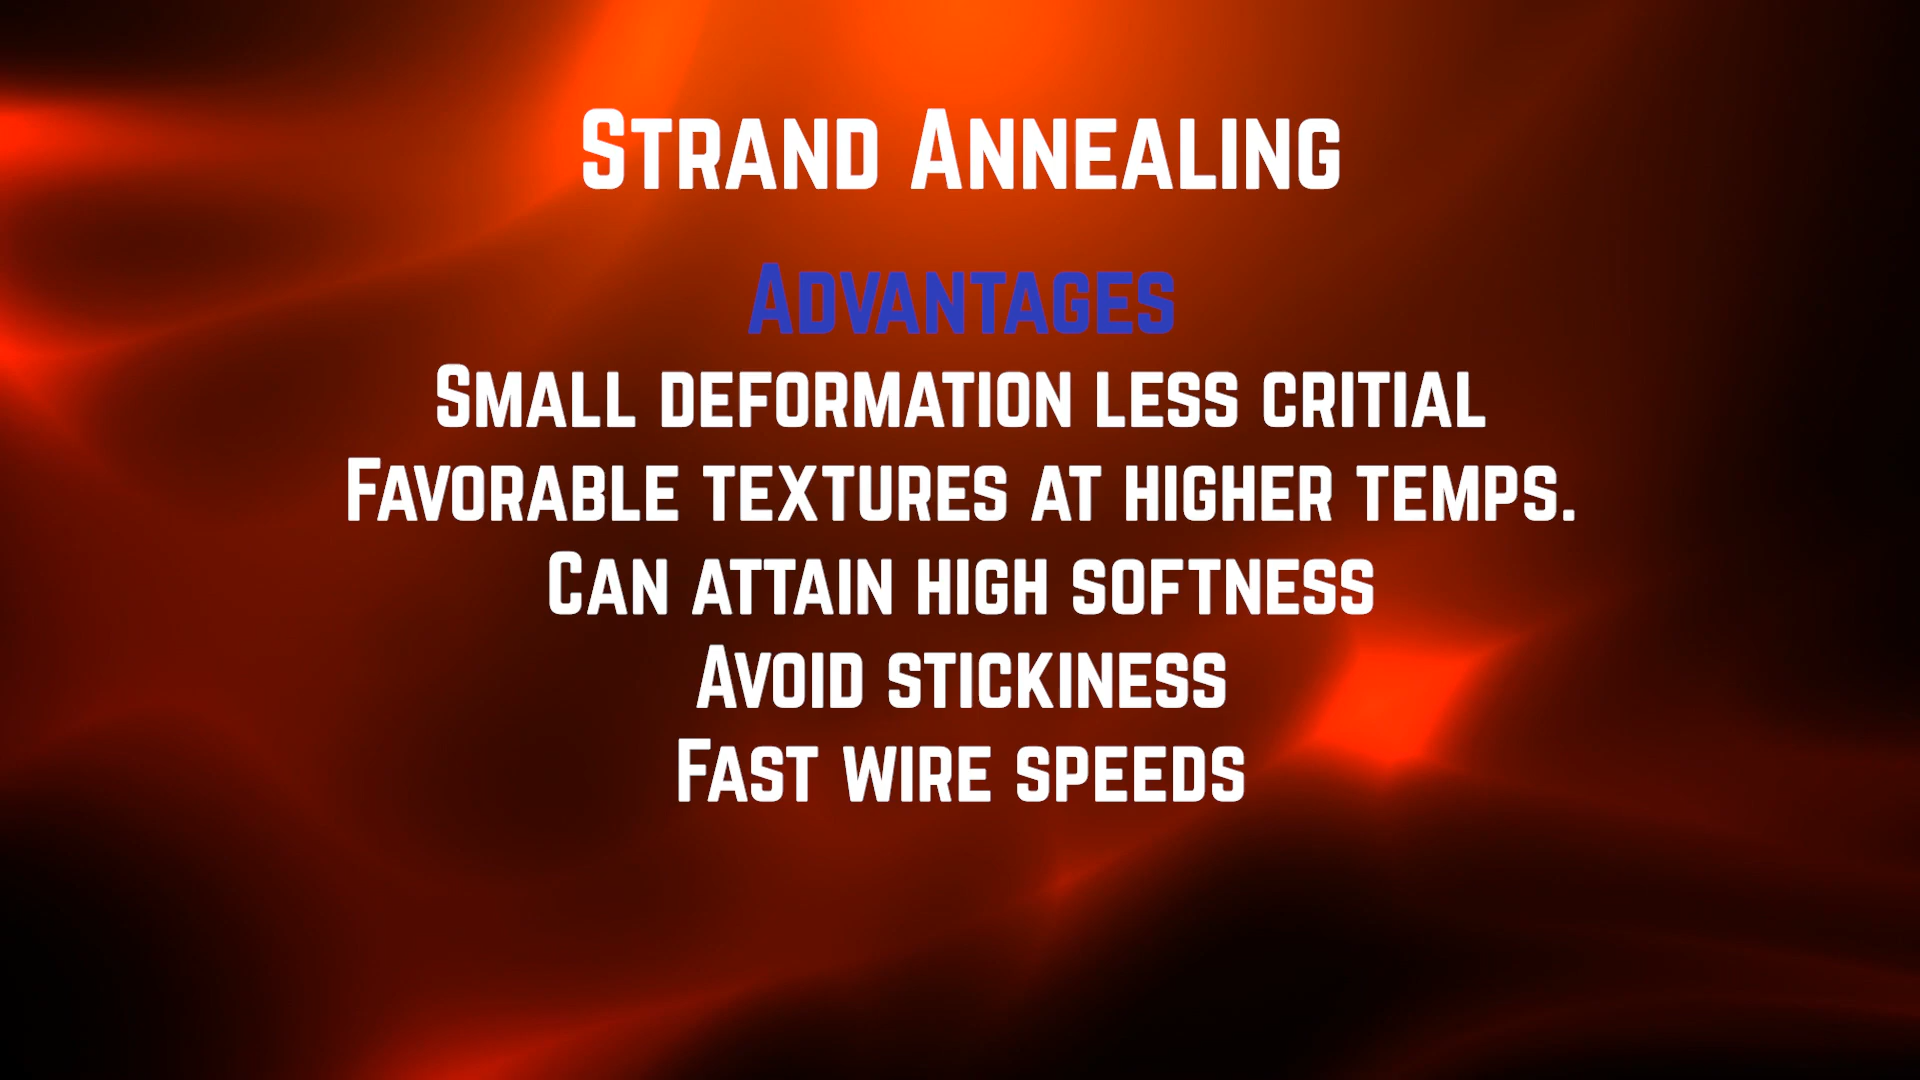 Strand Annealing
Advantages
Small deformation less critial
Favorable textures at higher temps.
Can attain high softness
Avoid stickiness
Fast wire speeds